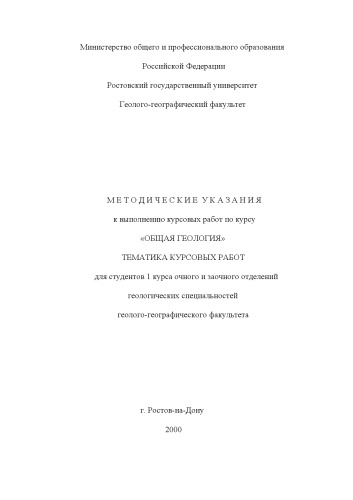 Министерство общего и профессионального образования
Российской Федерации
Ростовский государственный университет
Геолого-географический факультет
М Е Т О Д И Ч Е С К И Е У К А З А Н И Я
к выполнению курсовых работ по курсу
«ОБЩАЯ ГЕОЛОГИЯ»
ТЕМАТИКА КУРСОВЫХ РАБОТ
для студентов 1 курса очного и заочного отделений
геологических специальностей
геолого-географического факультета
г. Ростов-на-Дону
2000